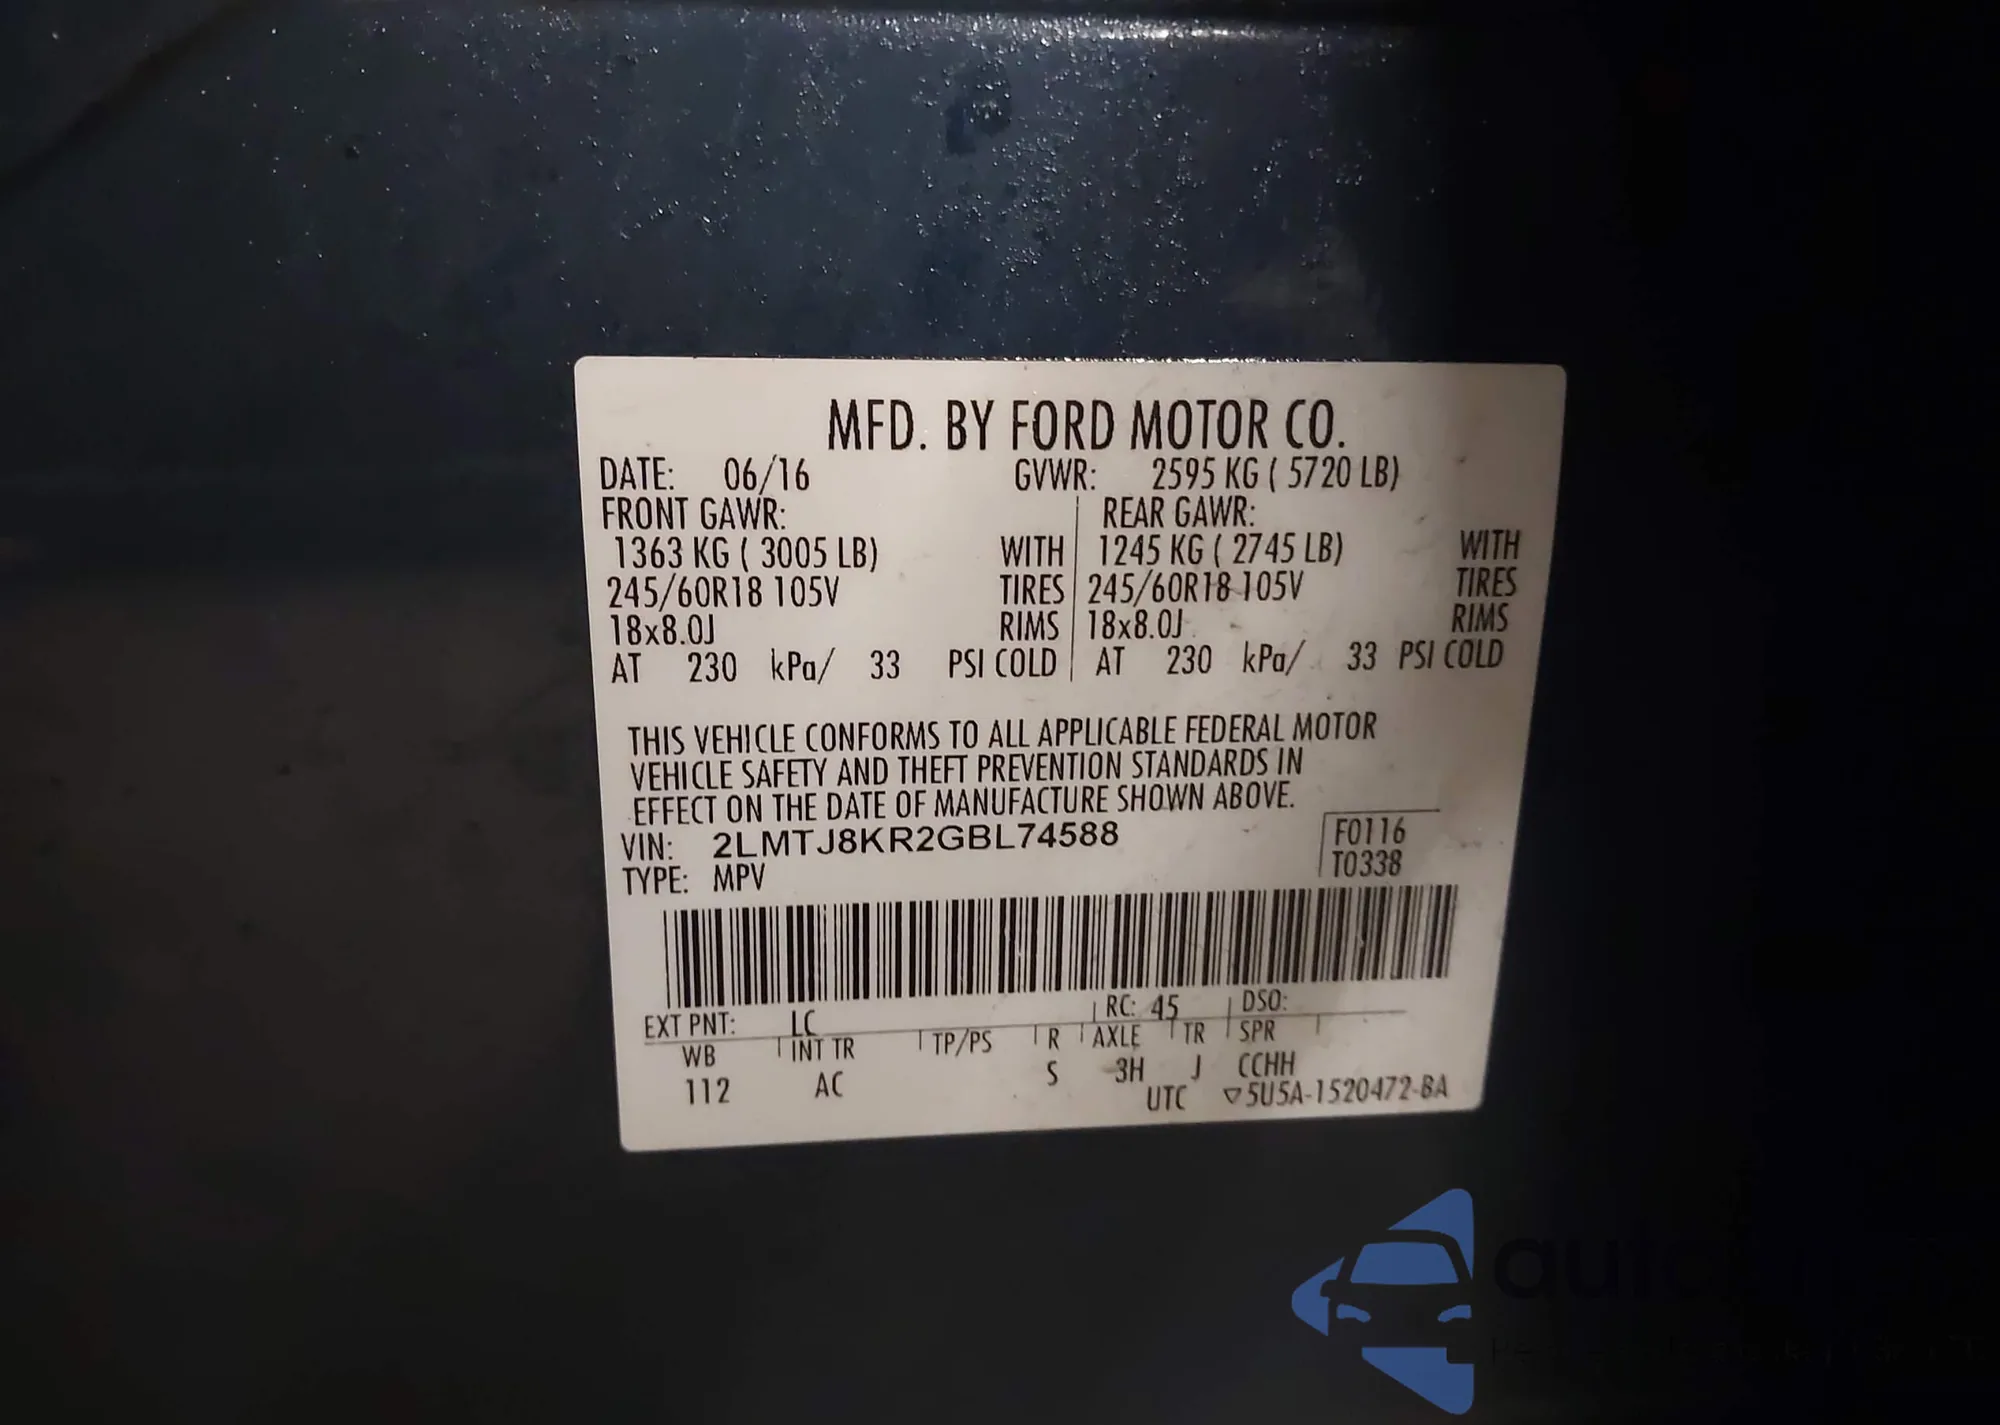 MFD. BY FORD MOTOR CO.
DATE: 06/16 GVWR: 2595 KG ( 5720 LB)
FRONT GAWR: REAR GAWR:
1363 KG ( 3005 LB) WITH 1245 KG ( 2745 LB) WITH
245/60R18 105V TIRES 245/60R18 105V TIRES
18x8.0J RIMS 18x8.0J RIMS
AT 230 kPa/ 33 PSI COLD AT 230 kPa/ 33 PSI COLD
THIS VEHICLE CONFORMS TO ALL APPLICABLE FEDERAL MOTOR
VEHICLE SAFETY AND THEFT PREVENTION STANDARDS IN
EFFECT ON THE DATE OF MANUFACTURE SHOWN ABOVE.
VIN: 2LMTJ8KR2GBL74588 F0116
TYPE: MPV T0338
EXT PNT: LC RC: 45 DSO:
WB INT TR TP/PS R AXLE TR SPR
112 AC S 3H J CCHH
UTC ▽5U5A-1520472-BA